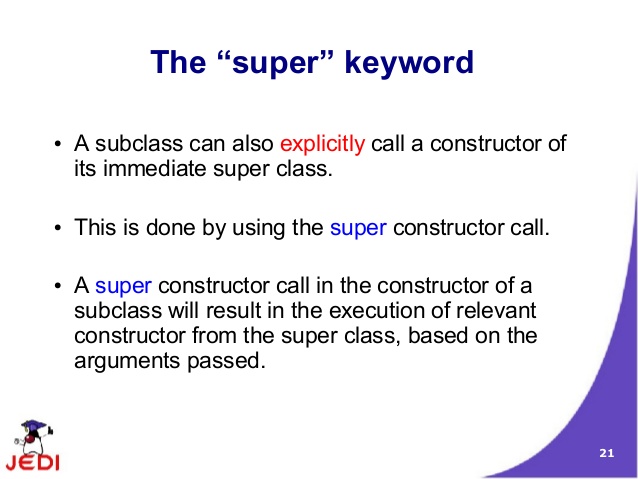 The “super” keyword
• A subclass can also explicitly call a constructor of
its immediate super class.
• This is done by using the super constructor call.
• A super constructor call in the constructor of a
subclass will result in the execution of relevant
constructor from the super class, based on the
arguments passed.
JEDI
21